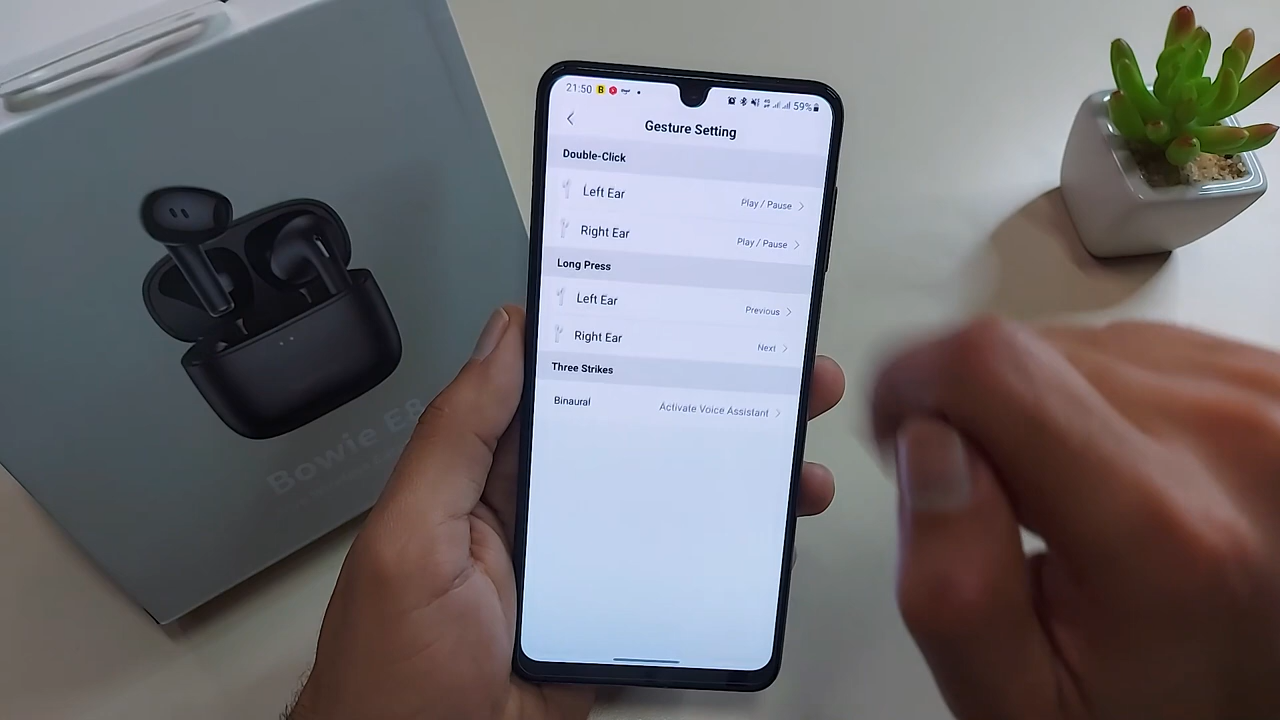 21:50
59%
Gesture Setting
Double-Click
Left Ear
Play / Pause
Right Ear
Play / Pause
Long Press
Left Ear
Previous
Right Ear
Next
Three Strikes
Binaural
Activate Voice Assistant
Bowie E8